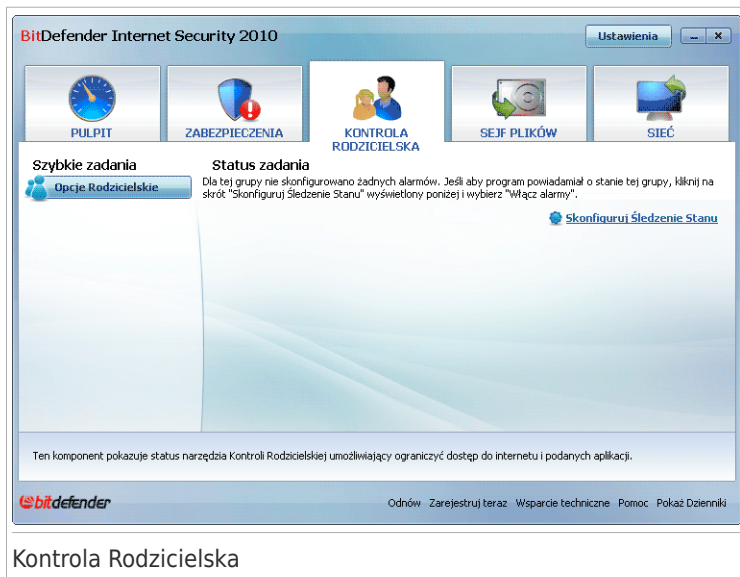 BitDefender Internet Security 2010
Ustawienia
PULPIT
ZABEZPIECZENIA
KONTROLA
RODZICIELSKA
SEJF PLIKÓW
SIEĆ
Szybkie zadania
Opcje Rodzicielskie
Status zadania
Dla tej grupy nie skonfigurowano żadnych alarmów. Jeśli aby program powiadamiał o stanie tej grupy, kliknij na
skrót "Skonfiguruj Śledzenie Stanu" wyświetlony poniżej i wybierz "Włącz alarmy".
Skonfiguruj Śledzenie Stanu
Ten komponent pokazuje status narzędzia Kontroli Rodzicielskiej umożliwiający ograniczyć dostęp do internetu i podanych aplikacji.
bitdefender
Odnów Zarejestruj teraz Wsparcie techniczne Pomoc Pokaż Dzienniki
Kontrola Rodzicielska